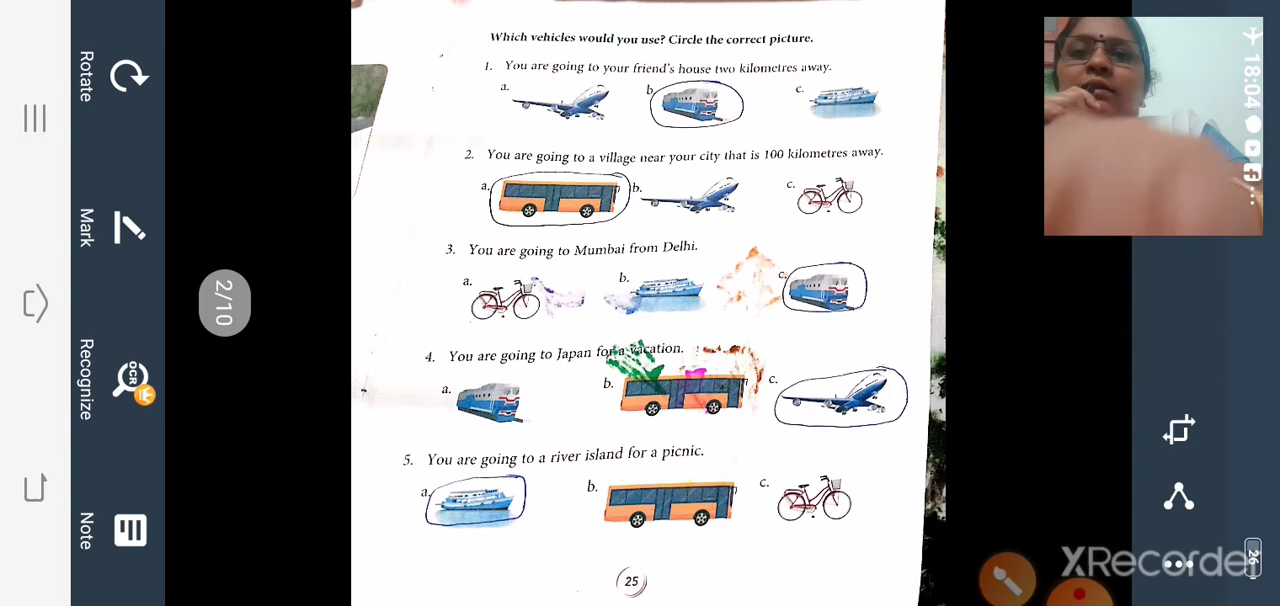 Which vehicles would you use? Circle the correct picture.
1. You are going to your friend's house two kilometres away.
a. b. c.
2. You are going to a village near your city that is 100 kilometres away.
a. b. c.
3. You are going to Mumbai from Delhi.
a. b. c.
4. You are going to Japan for a vacation.
a. b. c.
5. You are going to a river island for a picnic.
a. b. c.
25
Rotate
Mark
Recognize
OCR
Note
2/10
18:04
26
XRecorder